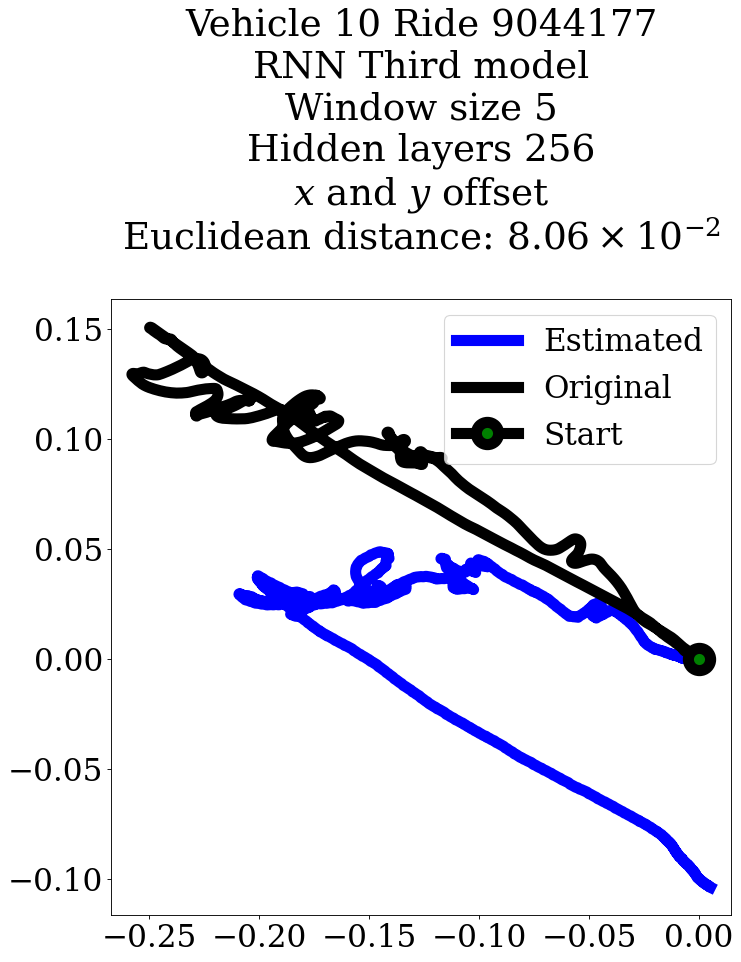 Vehicle 10 Ride 9044177
RNN Third model
Window size 5
Hidden layers 256
x and y offset
Euclidean distance: 8.06 × 10⁻²
Estimated
Original
Start
0.15
0.10
0.05
0.00
−0.05
−0.10
−0.25 −0.20 −0.15 −0.10 −0.05 0.00